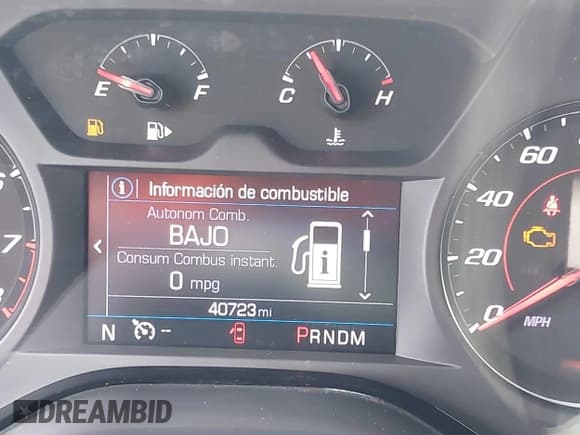 E F
C H
60
40
20
0
MPH
7
i Información de combustible
Autonom Comb.
BAJO
Consum Combus instant.
0 mpg
i
40723 mi
N -- PRNDM
DREAMBID